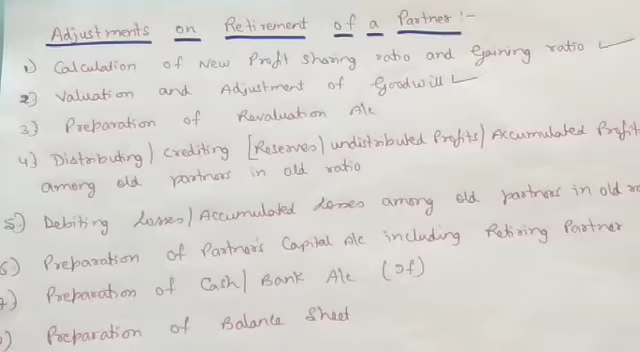 Adjustments on Retirement of a Partner :-
1) Calculation of New Profit sharing ratio and Gaining ratio ✓
2) Valuation and Adjustment of Goodwill ✓
3) Preparation of Revaluation A/c
4) Distributing / Crediting [Reserves / undistributed Profits / Accumulated Profits
among old partners in old ratio
5) Debiting losses / Accumulated losses among old partners in old ra
6) Preparation of Partner's Capital A/c including Retiring Partner
7) Preparation of Cash / Bank A/c (If)
) Preparation of Balance Sheet